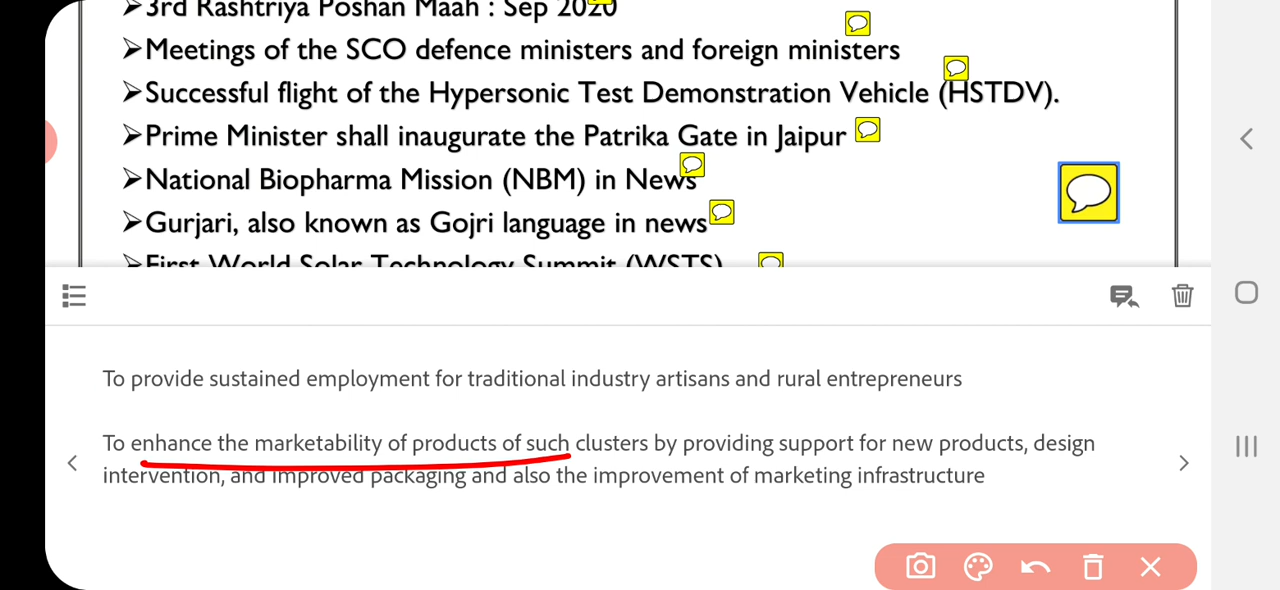 ➢3rd Rashtriya Poshan Maah : Sep 2020
➢Meetings of the SCO defence ministers and foreign ministers
➢Successful flight of the Hypersonic Test Demonstration Vehicle (HSTDV).
➢Prime Minister shall inaugurate the Patrika Gate in Jaipur
➢National Biopharma Mission (NBM) in News
➢Gurjari, also known as Gojri language in news
➢First World Solar Technology Summit (WSTS)
To provide sustained employment for traditional industry artisans and rural entrepreneurs
To enhance the marketability of products of such clusters by providing support for new products, design
intervention, and improved packaging and also the improvement of marketing infrastructure